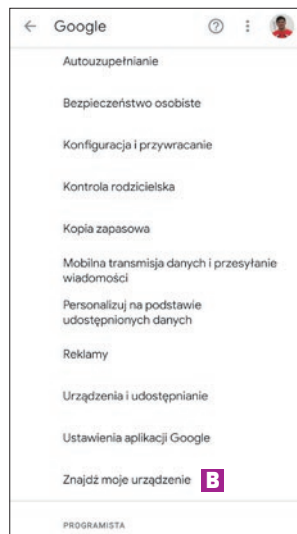 Google
Autouzupełnianie
Bezpieczeństwo osobiste
Konfiguracja i przywracanie
Kontrola rodzicielska
Kopia zapasowa
Mobilna transmisja danych i przesyłanie
wiadomości
Personalizuj na podstawie
udostępnionych danych
Reklamy
Urządzenia i udostępnianie
Ustawienia aplikacji Google
Znajdź moje urządzenie B
PROGRAMISTA